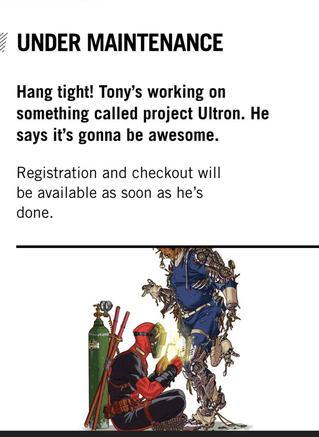 UNDER MAINTENANCE
Hang tight! Tony’s working on
something called project Ultron. He
says it’s gonna be awesome.
Registration and checkout will
be available as soon as he’s
done.